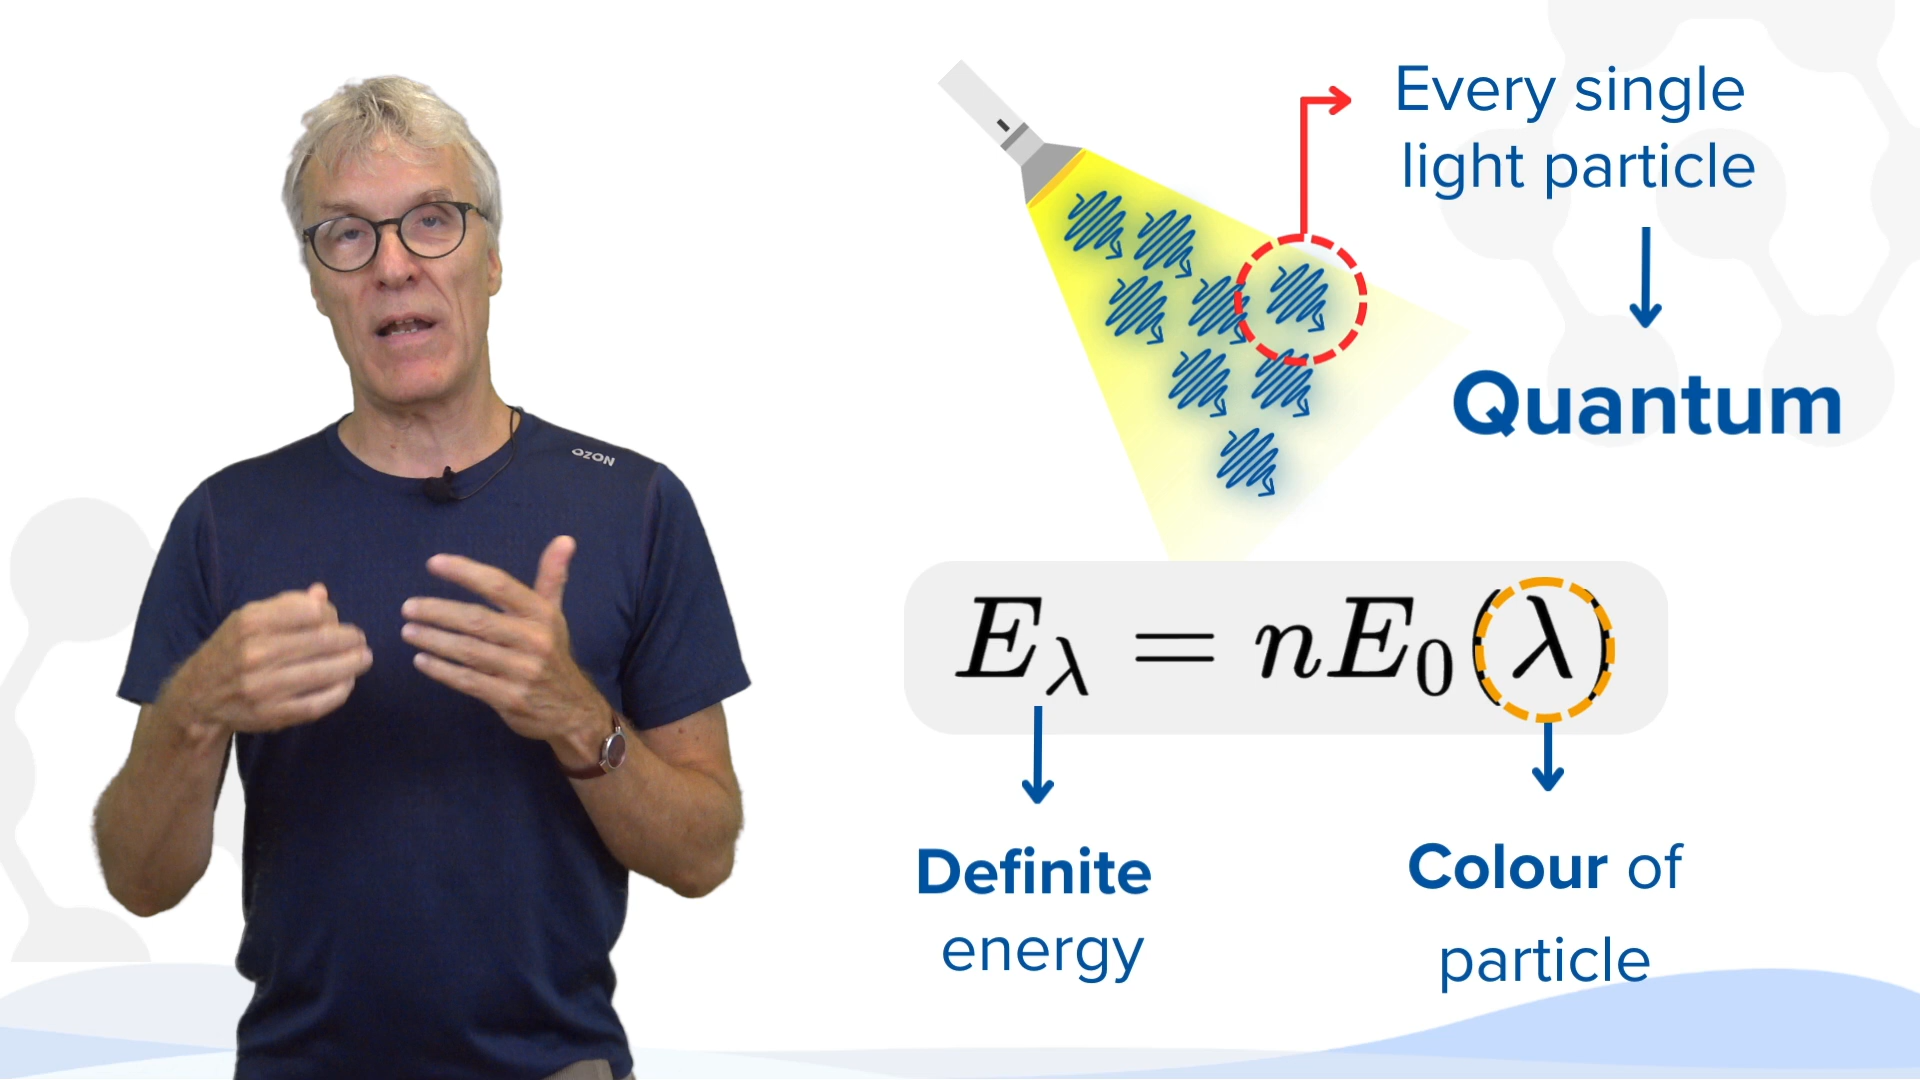 Every single
light particle
Quantum
OZON
E_λ = nE_0(λ)
Definite
energy
Colour of
particle